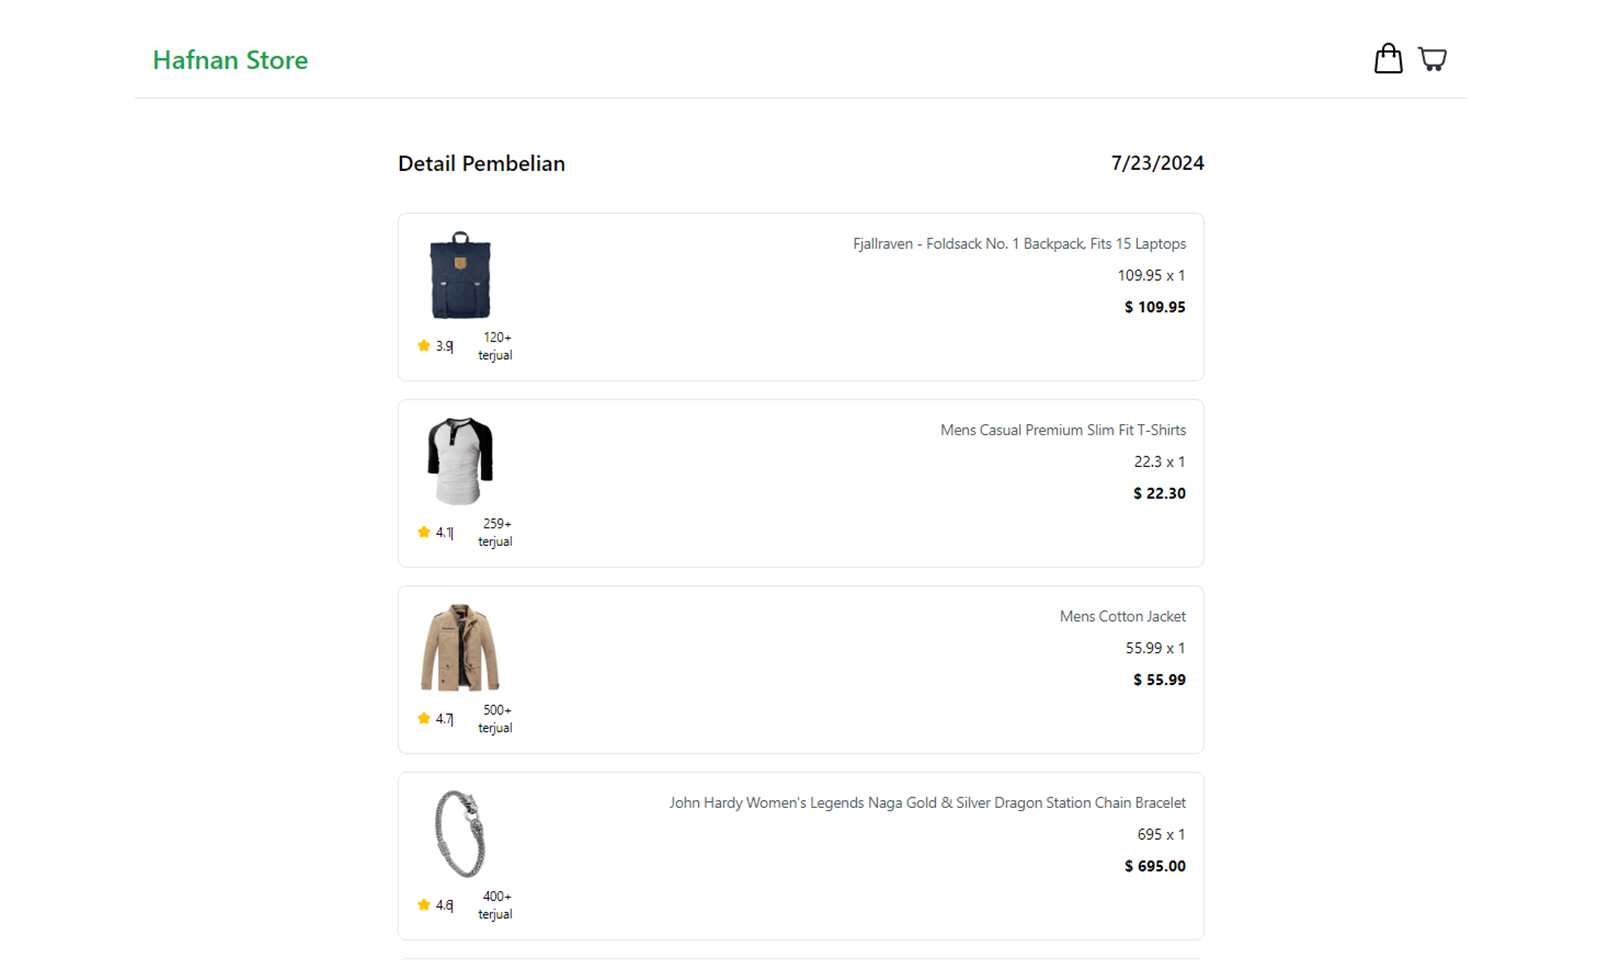 Hafnan Store
Detail Pembelian
7/23/2024
Fjallraven - Foldsack No. 1 Backpack, Fits 15 Laptops
109.95 x 1
$ 109.95
3.9|
120+
terjual
Mens Casual Premium Slim Fit T-Shirts
22.3 x 1
$ 22.30
4.1|
259+
terjual
Mens Cotton Jacket
55.99 x 1
$ 55.99
4.7|
500+
terjual
John Hardy Women's Legends Naga Gold & Silver Dragon Station Chain Bracelet
695 x 1
$ 695.00
4.6|
400+
terjual